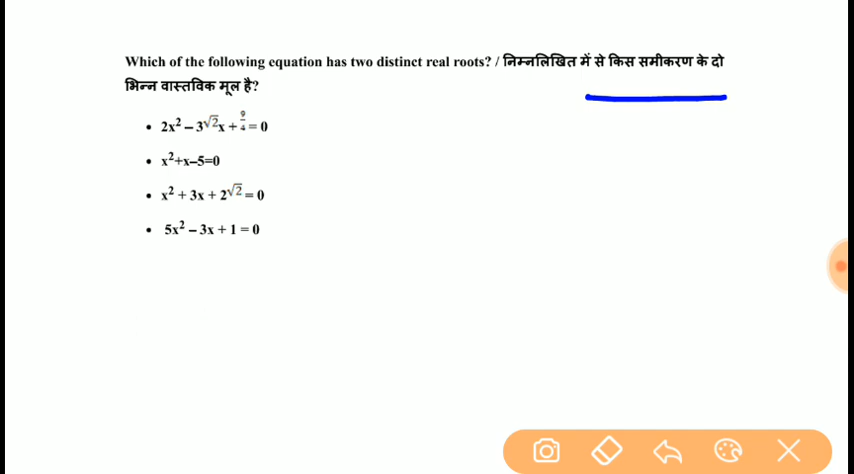 Which of the following equation has two distinct real roots? / निम्नलिखित में से किस समीकरण के दो
भिन्न वास्तविक मूल है?
• 2x² – 3√2x + 9/4 = 0
• x²+x–5=0
• x² + 3x + 2√2 = 0
• 5x² – 3x + 1 = 0